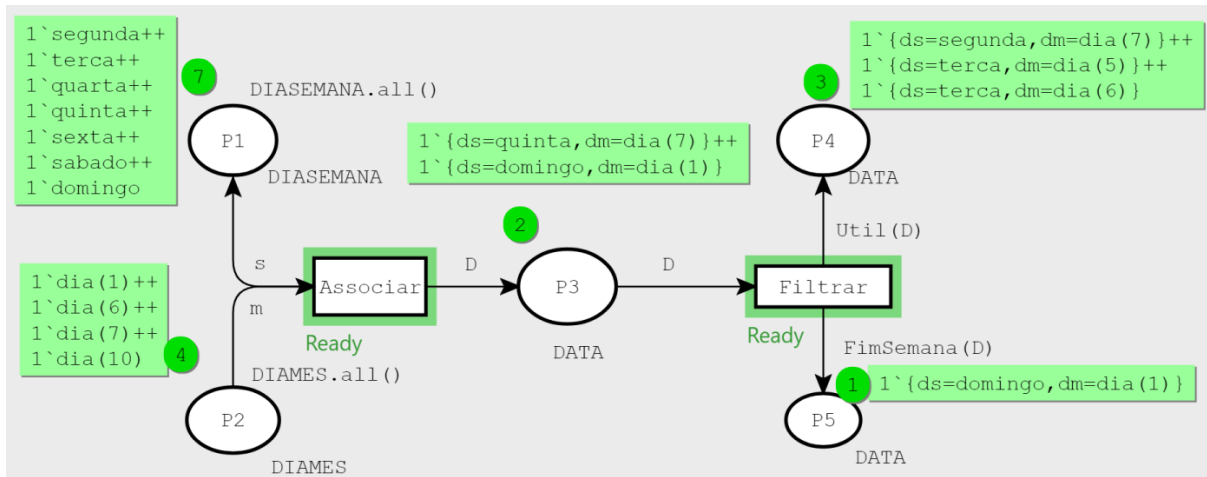 1`segunda++
1`terca++
1`quarta++
1`quinta++
1`sexta++
1`sabado++
1`domingo
7
DIASEMANA.all()
P1
DIASEMANA
1`{ds=quinta,dm=dia(7)}++
1`{ds=domingo,dm=dia(1)}
2
3
1`{ds=segunda,dm=dia(7)}++
1`{ds=terca,dm=dia(5)}++
1`{ds=terca,dm=dia(6)}
P4
DATA
Util(D)
1`dia(1)++
1`dia(6)++
1`dia(7)++
1`dia(10)
4
s
m
Associar
Ready
D
P3
DATA
D
Filtrar
Ready
DIAMES.all()
P2
DIAMES
FimSemana(D)
1
1`{ds=domingo,dm=dia(1)}
P5
DATA